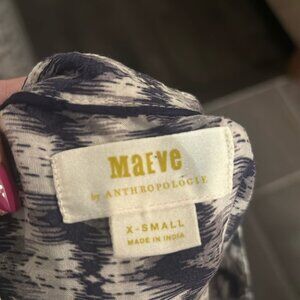 MAEVE
by ANTHROPOLOGIE
X-SMALL
MADE IN INDIA